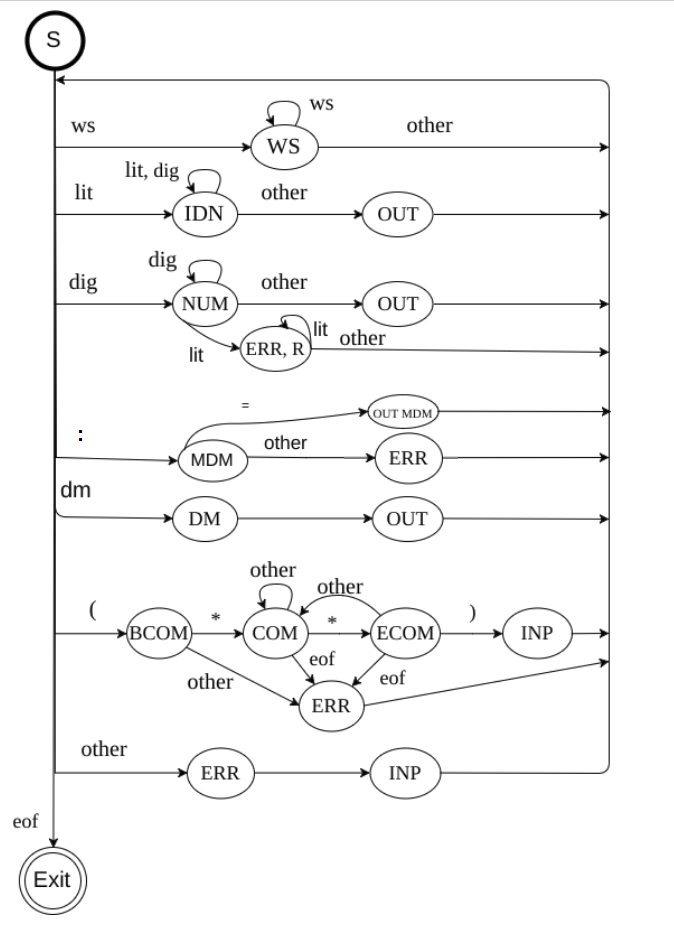 S
ws
ws
WS
other
lit, dig
lit
IDN
other
OUT
dig
dig
NUM
other
OUT
lit
ERR, R
lit
other
=
OUT MDM
:
MDM
other
ERR
dm
DM
OUT
other
other
(
BCOM
*
COM
*
ECOM
)
INP
eof
eof
other
ERR
other
ERR
INP
eof
Exit